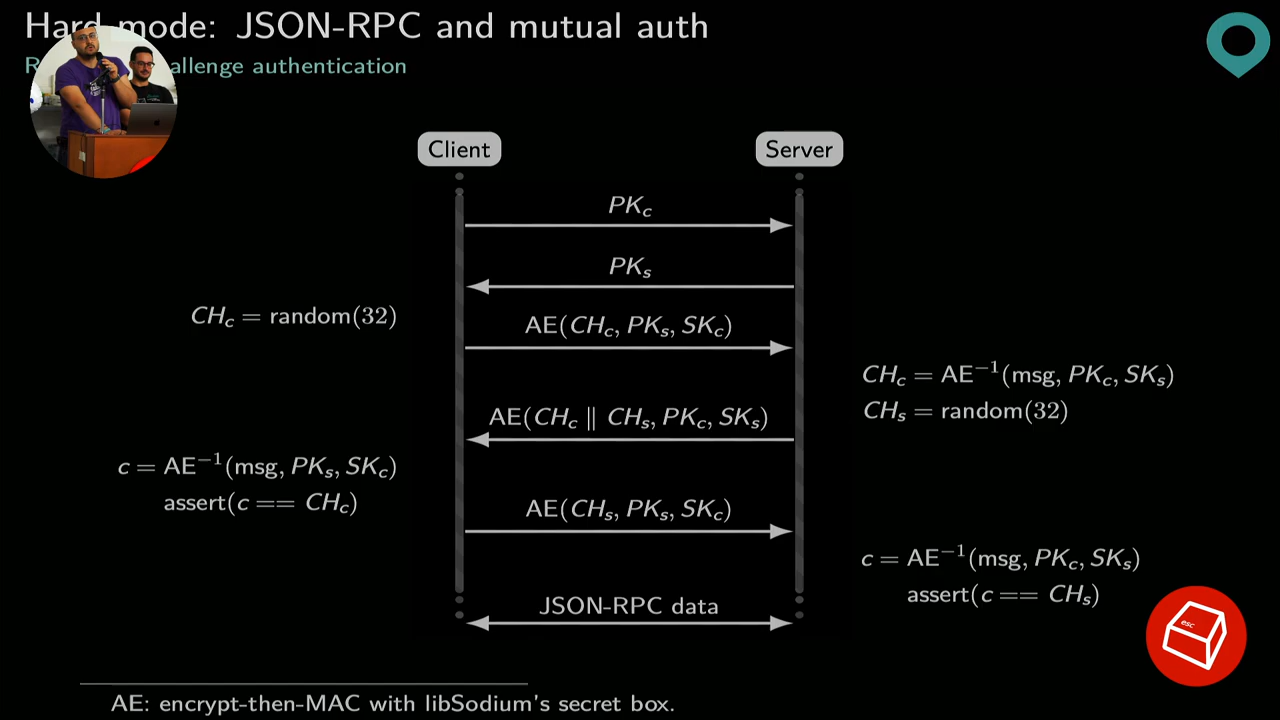 Hard mode: JSON-RPC and mutual auth
allenge authentication
Client
Server
PKc
PKs
CHc = random(32)
AE(CHc, PKs, SKc)
CHc = AE⁻¹(msg, PKc, SKs)
CHs = random(32)
AE(CHc ∥ CHs, PKc, SKs)
c = AE⁻¹(msg, PKs, SKc)
assert(c == CHc)
AE(CHs, PKs, SKc)
c = AE⁻¹(msg, PKc, SKs)
assert(c == CHs)
JSON-RPC data
esc
AE: encrypt-then-MAC with libSodium's secret box.